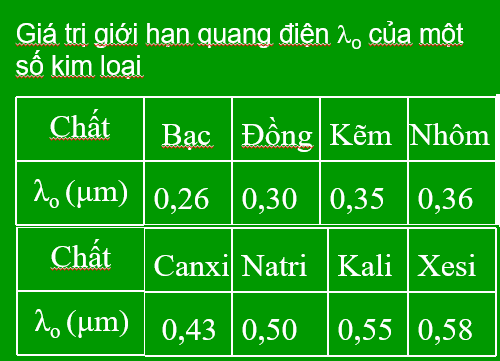 Giá trị giới hạn quang điện λo của một
số kim loại
Chất Bạc Đồng Kẽm Nhôm
λo (μm) 0,26 0,30 0,35 0,36
Chất Canxi Natri Kali Xesi
λo (μm) 0,43 0,50 0,55 0,58